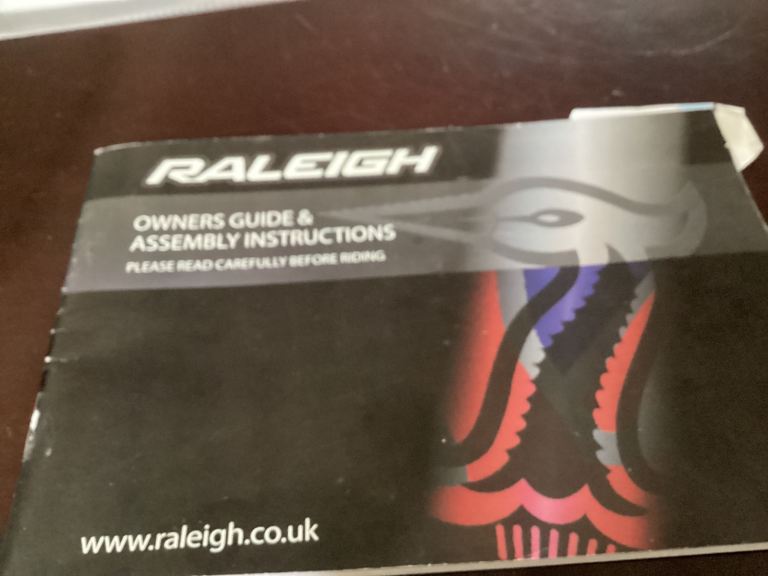 RALEIGH
OWNERS GUIDE &
ASSEMBLY INSTRUCTIONS
PLEASE READ CAREFULLY BEFORE RIDING
www.raleigh.co.uk